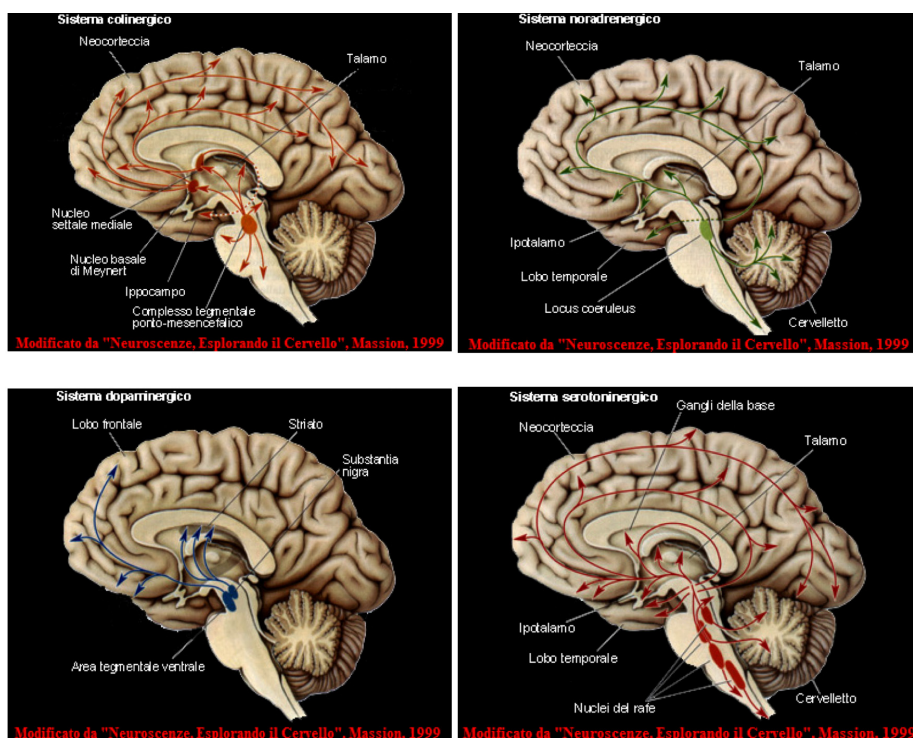 Sistema colinergico
Neocorteccia
Talamo
Nucleo
settale mediale
Nucleo basale
di Meynert
Ippocampo
Complesso tegmentale
ponto-mesencefalico
Modificato da "Neuroscenze, Esplorando il Cervello", Massion, 1999
Sistema noradrenergico
Neocorteccia
Talamo
Ipotalamo
Lobo temporale
Locus coeruleus
Cervelletto
Modificato da "Neuroscenze, Esplorando il Cervello", Massion, 1999
Sistema dopaminergico
Lobo frontale
Striato
Substantia
nigra
Area tegmentale ventrale
Modificato da "Neuroscenze, Esplorando il Cervello", Massion, 1999
Sistema serotoninergico
Gangli della base
Neocorteccia
Talamo
Ipotalamo
Lobo temporale
Nuclei del rafe
Cervelletto
Modificato da "Neuroscenze, Esplorando il Cervello", Massion, 1999